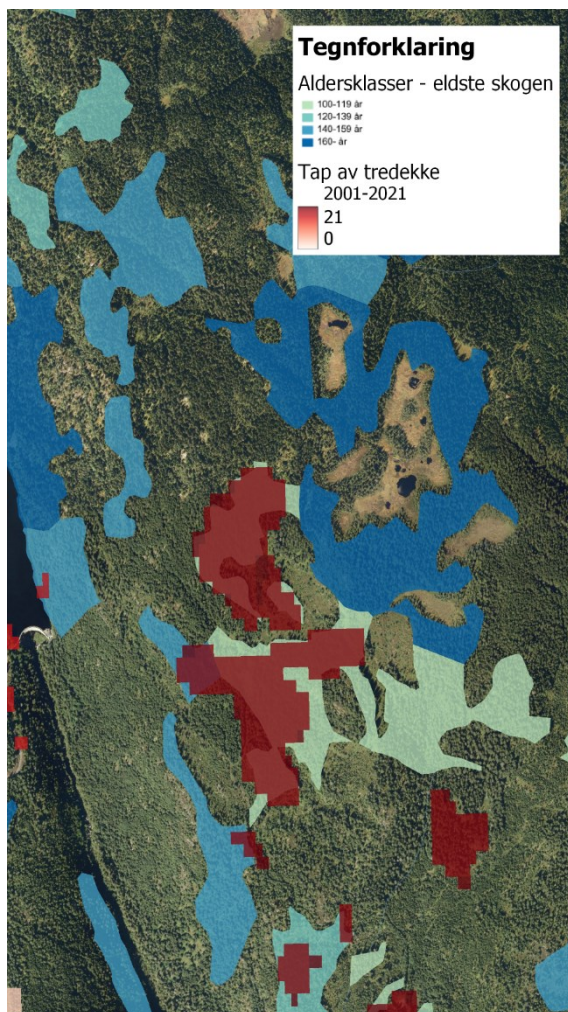 Tegnforklaring
Aldersklasser - eldste skogen
100-119 år
120-139 år
140-159 år
160- år
Tap av tredekke
2001-2021
21
0